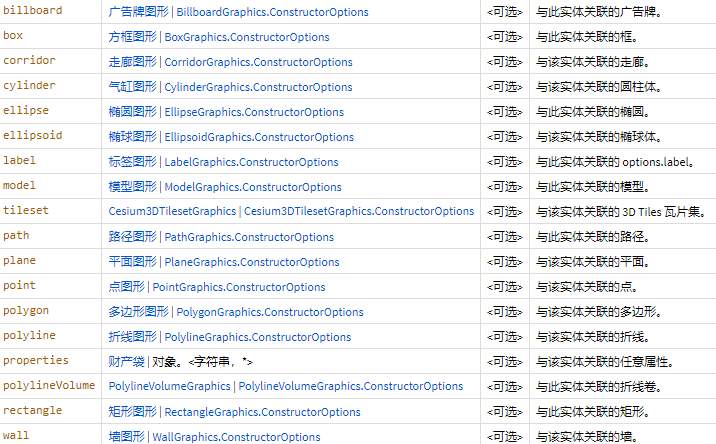 billboard 广告牌图形 | BillboardGraphics.ConstructorOptions <可选> 与此实体关联的广告牌。
box 方框图形 | BoxGraphics.ConstructorOptions <可选> 与此实体关联的框。
corridor 走廊图形 | CorridorGraphics.ConstructorOptions <可选> 与该实体关联的走廊。
cylinder 气缸图形 | CylinderGraphics.ConstructorOptions <可选> 与该实体关联的圆柱体。
ellipse 椭圆图形 | EllipseGraphics.ConstructorOptions <可选> 与此实体关联的椭圆。
ellipsoid 椭球图形 | EllipsoidGraphics.ConstructorOptions <可选> 与该实体关联的椭球体。
label 标签图形 | LabelGraphics.ConstructorOptions <可选> 与此实体关联的 options.label。
model 模型图形 | ModelGraphics.ConstructorOptions <可选> 与此实体关联的模型。
tileset Cesium3DTilesetGraphics | Cesium3DTilesetGraphics.ConstructorOptions <可选> 与该实体关联的 3D Tiles 瓦片集。
path 路径图形 | PathGraphics.ConstructorOptions <可选> 与此实体关联的路径。
plane 平面图形 | PlaneGraphics.ConstructorOptions <可选> 与该实体关联的平面。
point 点图形 | PointGraphics.ConstructorOptions <可选> 与该实体关联的点。
polygon 多边形图形 | PolygonGraphics.ConstructorOptions <可选> 与该实体关联的多边形。
polyline 折线图形 | PolylineGraphics.ConstructorOptions <可选> 与该实体关联的折线。
properties 财产袋 | 对象。<字符串，*> <可选> 与该实体关联的任意属性。
polylineVolume PolylineVolumeGraphics | PolylineVolumeGraphics.ConstructorOptions <可选> 与此实体关联的折线卷。
rectangle 矩形图形 | RectangleGraphics.ConstructorOptions <可选> 与此实体关联的矩形。
wall 墙图形 | WallGraphics.ConstructorOptions <可选> 与该实体关联的墙。